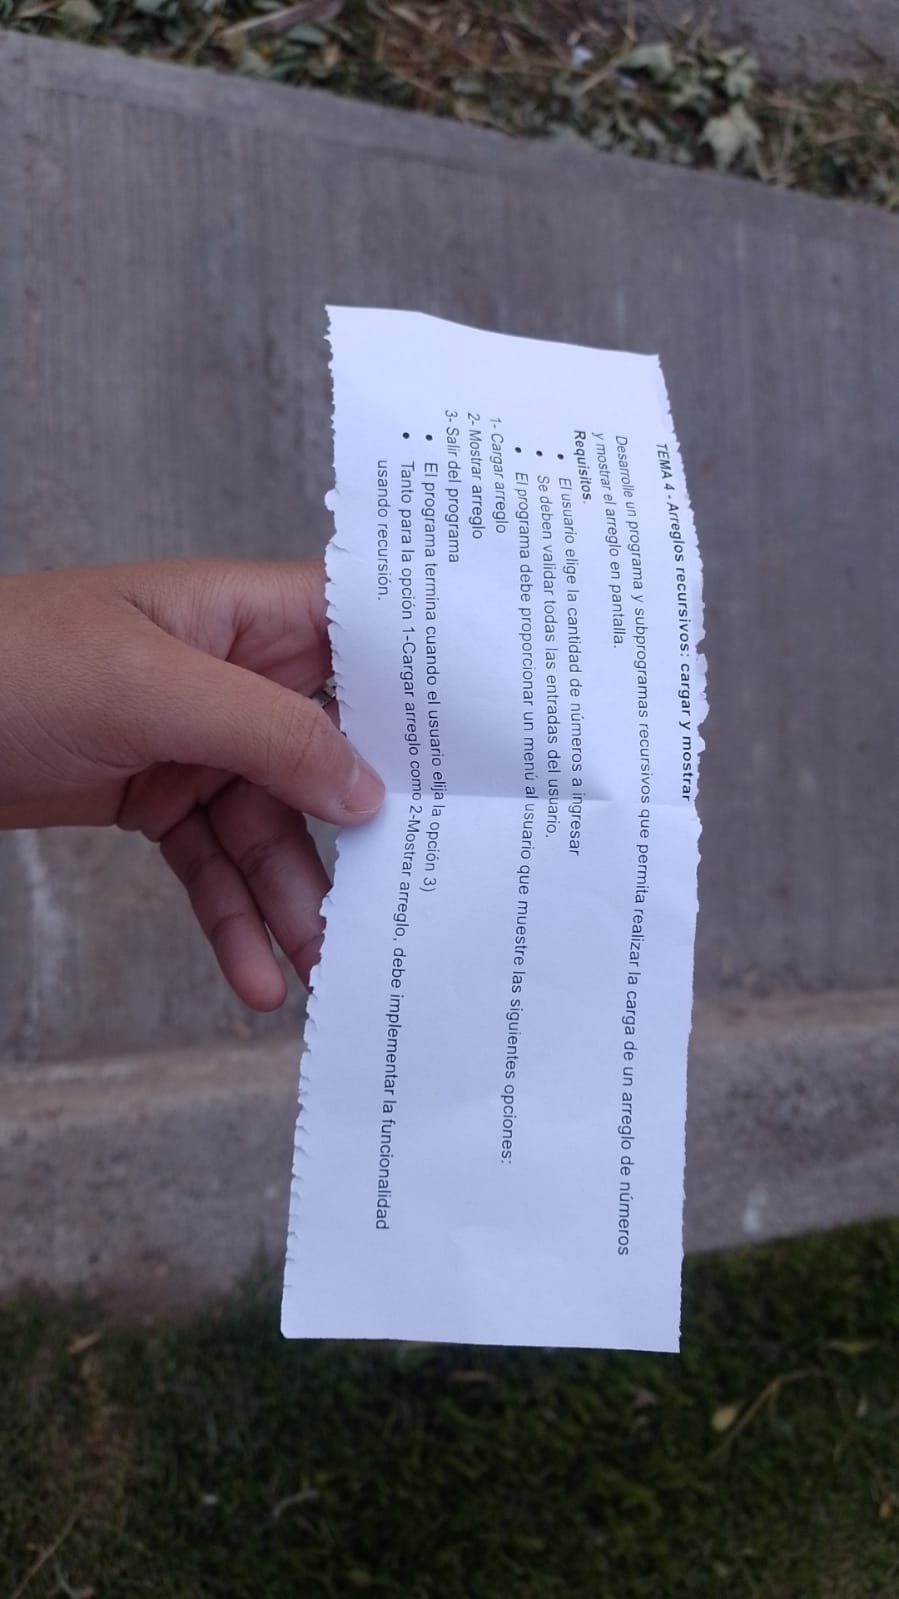 TEMA 4 - Arreglos recursivos: cargar y mostrar
Desarrolle un programa y subprogramas recursivos que permita realizar la carga de un arreglo de números
y mostrar el arreglo en pantalla.
Requisitos.
• El usuario elige la cantidad de números a ingresar
• Se deben validar todas las entradas del usuario.
• El programa debe proporcionar un menú al usuario que muestre las siguientes opciones:
1- Cargar arreglo
2- Mostrar arreglo
3- Salir del programa
• El programa termina cuando el usuario elija la opción 3)
• Tanto para la opción 1-Cargar arreglo como 2-Mostrar arreglo, debe implementar la funcionalidad
usando recursión.